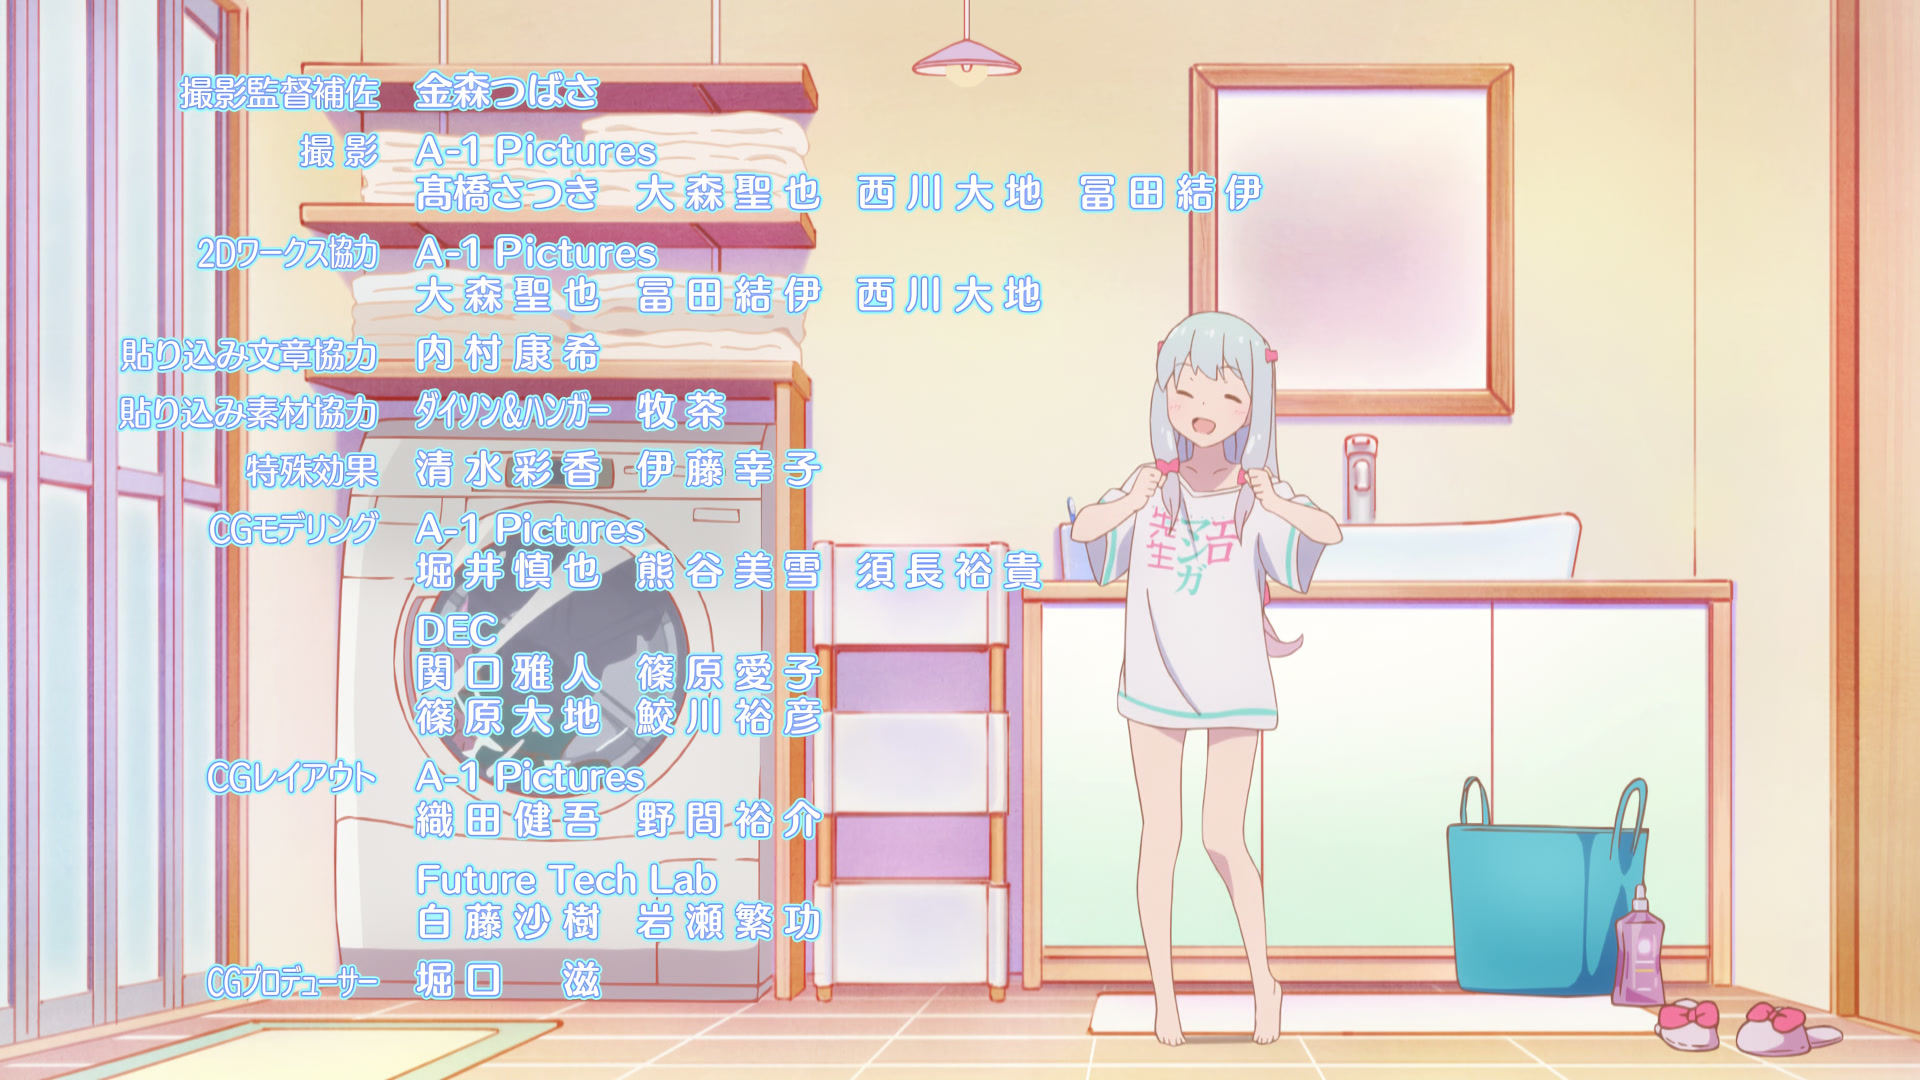 撮影監督補佐 金森つばさ
撮影 A-1 Pictures
髙橋さつき 大森聖也 西川大地 冨田結伊
2Dワークス協力 A-1 Pictures
大森聖也 冨田結伊 西川大地
貼り込み文章協力 内村康希
貼り込み素材協力 ダイソン&ハンガー 牧茶
特殊効果 清水彩香 伊藤幸子
CGモデリング A-1 Pictures
堀井慎也 熊谷美雪 須長裕貴
DEC
関口雅人 篠原愛子
篠原大地 鮫川裕彦
CGレイアウト A-1 Pictures
織田健吾 野間裕介
Future Tech Lab
白藤沙樹 岩瀬繁功
CGプロデューサー 堀口 滋
エロ
マンガ
先生